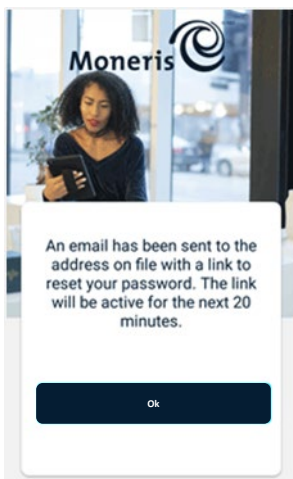 Moneris
An email has been sent to the
address on file with a link to
reset your password. The link
will be active for the next 20
minutes.
Ok